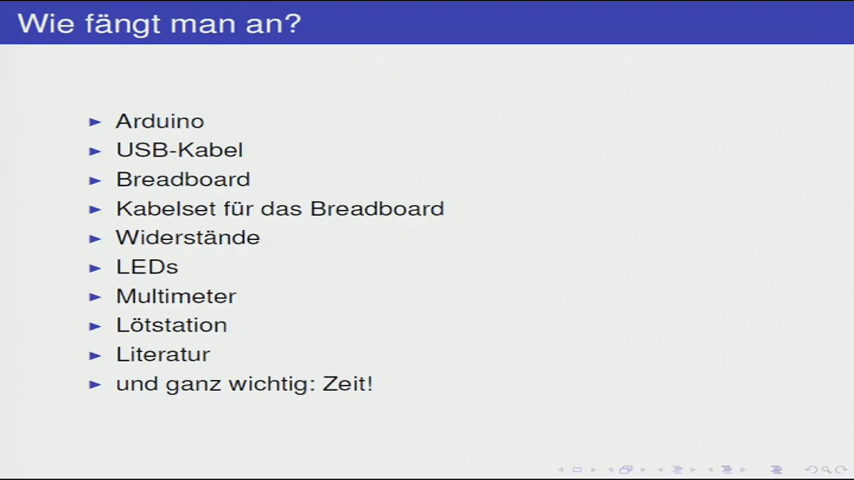 Wie fängt man an?
Arduino
USB-Kabel
Breadboard
Kabelset für das Breadboard
Widerstände
LEDs
Multimeter
Lötstation
Literatur
und ganz wichtig: Zeit!